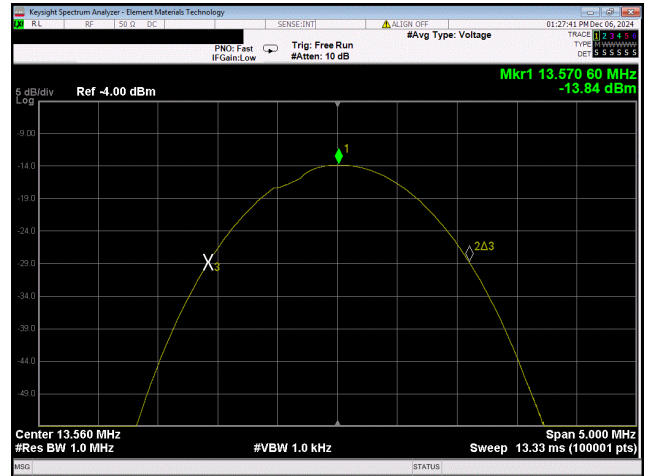 Keysight Spectrum Analyzer - Element Materials Technology
LXI RL RF 50 Ω DC SENSE:INT ALIGN OFF 01:27:41 PM Dec 06, 2024
#Avg Type: Voltage TRACE 1 2 3 4 5 6
PNO: Fast Trig: Free Run TYPE M WWWWW
IFGain:Low #Atten: 10 dB DET S S S S S S
Mkr1 13.570 60 MHz
5 dB/div Ref -4.00 dBm -13.84 dBm
Log
-9.00
1
-14.0
-19.0
-24.0
2Δ3
-29.0
3
-34.0
-39.0
-44.0
-49.0
Center 13.560 MHz Span 5.000 MHz
#Res BW 1.0 MHz #VBW 1.0 kHz Sweep 13.33 ms (100001 pts)
MSG STATUS